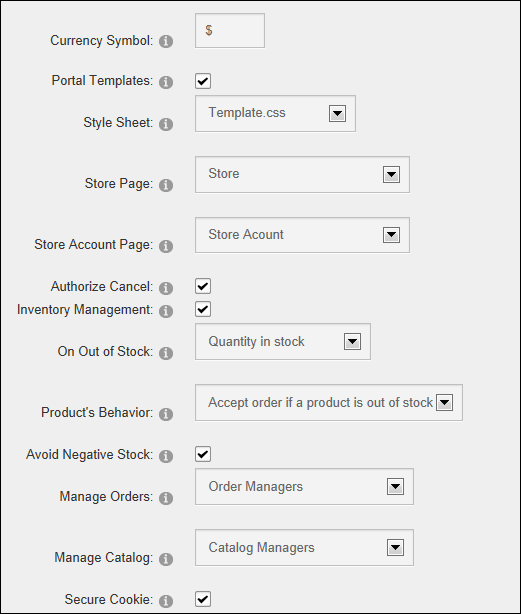 Currency Symbol: $
Portal Templates:
Style Sheet: Template.css
Store Page: Store
Store Account Page: Store Acount
Authorize Cancel:
Inventory Management:
On Out of Stock: Quantity in stock
Product's Behavior: Accept order if a product is out of stock
Avoid Negative Stock:
Manage Orders: Order Managers
Manage Catalog: Catalog Managers
Secure Cookie: